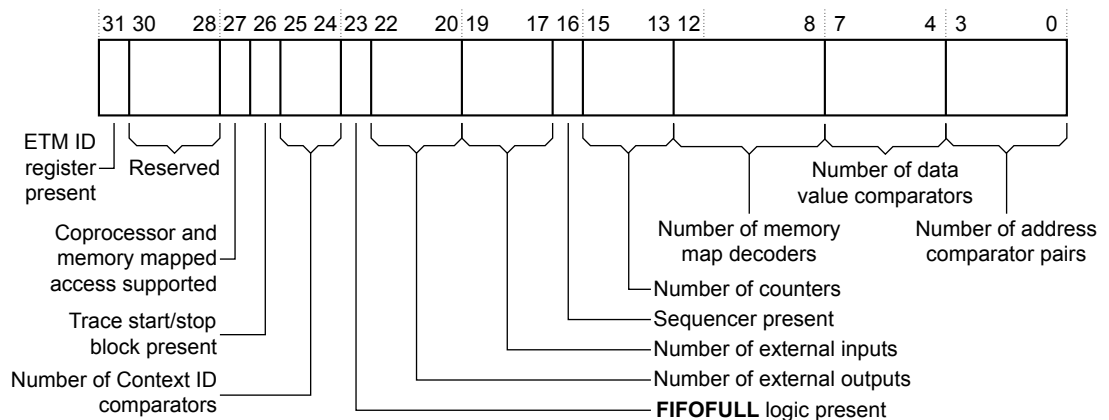 31 30 28 27 26 25 24 23 22 20 19 17 16 15 13 12 8 7 4 3 0
ETM ID
register
present
Reserved
Number of data
value comparators
Coprocessor and
memory mapped
access supported
Number of memory
map decoders
Number of address
comparator pairs
Number of counters
Trace start/stop
block present
Sequencer present
Number of external inputs
Number of Context ID
comparators
Number of external outputs
FIFOFULL logic present